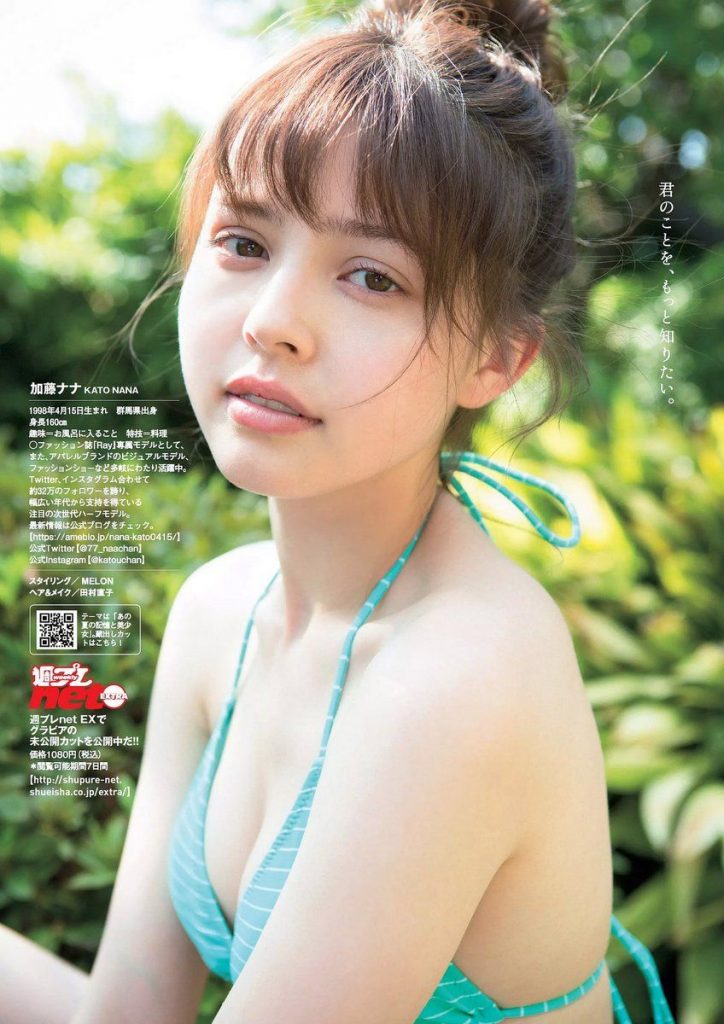 君のことを、もっと知りたい。
加藤ナナ KATO NANA
1998年4月15日生まれ 群馬県出身
身長160㎝
趣味=お風呂に入ること 特技=料理
○ファッション誌『Ray』専属モデルとして、
また、アパレルブランドのビジュアルモデル、
ファッションショーなど多岐にわたり活躍中。
Twitter、インスタグラム合わせて
約32万のフォロワーを誇り、
幅広い年代から支持を得ている
注目の次世代ハーフモデル。
最新情報は公式ブログをチェック。
【https://ameblo.jp/nana-kato0415/】
公式Twitter【@77_naachan】
公式Instagram【@katouchan】
スタイリング/MELON
ヘア&メイク/田村直子
テーマは「あの
夏の記憶と美少
女」。蔵出しカッ
トはこちら!
週プレ
weekly
net EXTRA
週プレnet EXで
グラビアの
未公開カットを公開中だ!!
価格1080円(税込)
*閲覧可能期間7日間
【http://shupure-net.
shueisha.co.jp/extra/】